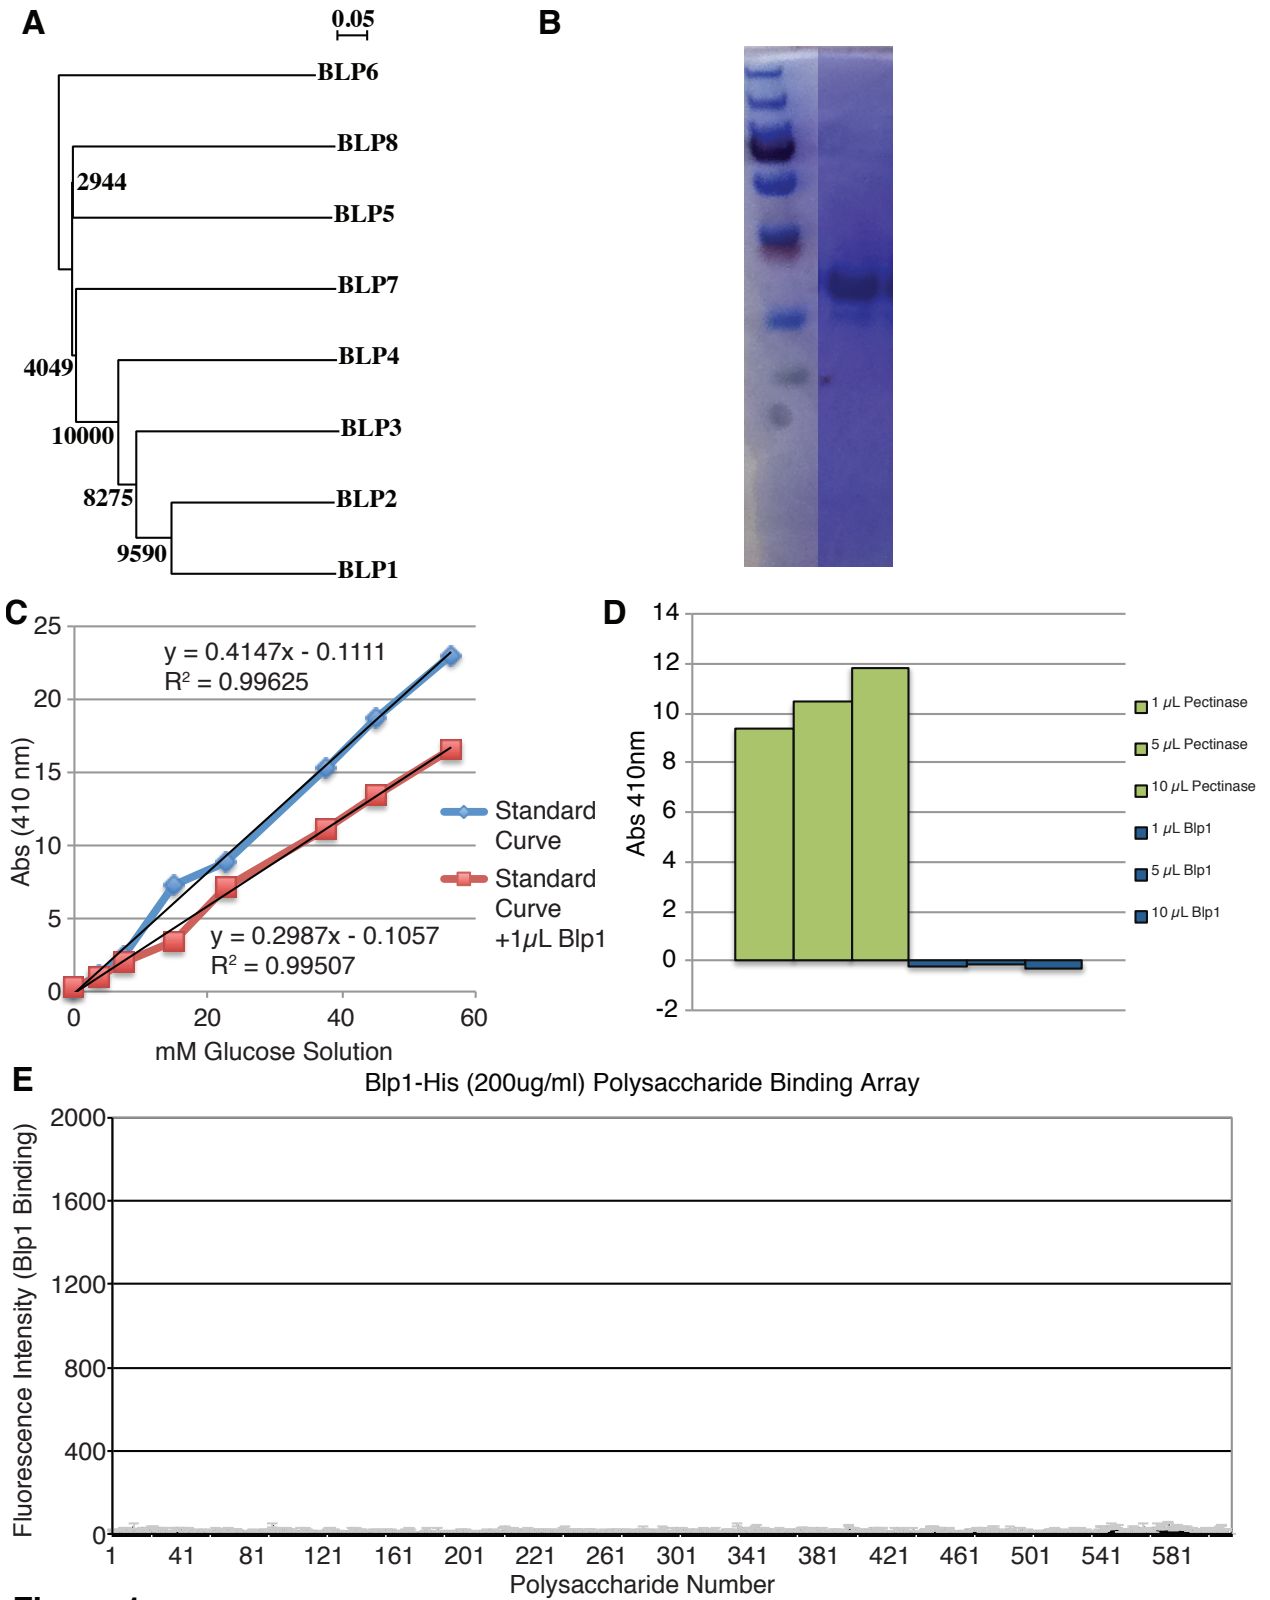 A
0.05
BLP6
BLP8
2944
BLP5
BLP7
BLP4
4049
BLP3
10000
BLP2
8275
9590
BLP1
B
C
25
20
15
10
5
0
Abs (410 nm)
y = 0.4147x - 0.1111
R² = 0.99625
y = 0.2987x - 0.1057
R² = 0.99507
Standard
Curve
Standard
Curve
+1µL Blp1
0 20 40 60
mM Glucose Solution
D
14
12
10
8
6
4
2
0
-2
Abs 410nm
1 µL Pectinase
5 µL Pectinase
10 µL Pectinase
1 µL Blp1
5 µL Blp1
10 µL Blp1
E
Blp1-His (200ug/ml) Polysaccharide Binding Array
2000
1600
1200
800
400
0
Fluorescence Intensity (Blp1 Binding)
1 41 81 121 161 201 221 261 301 341 381 421 461 501 541 581
Polysaccharide Number